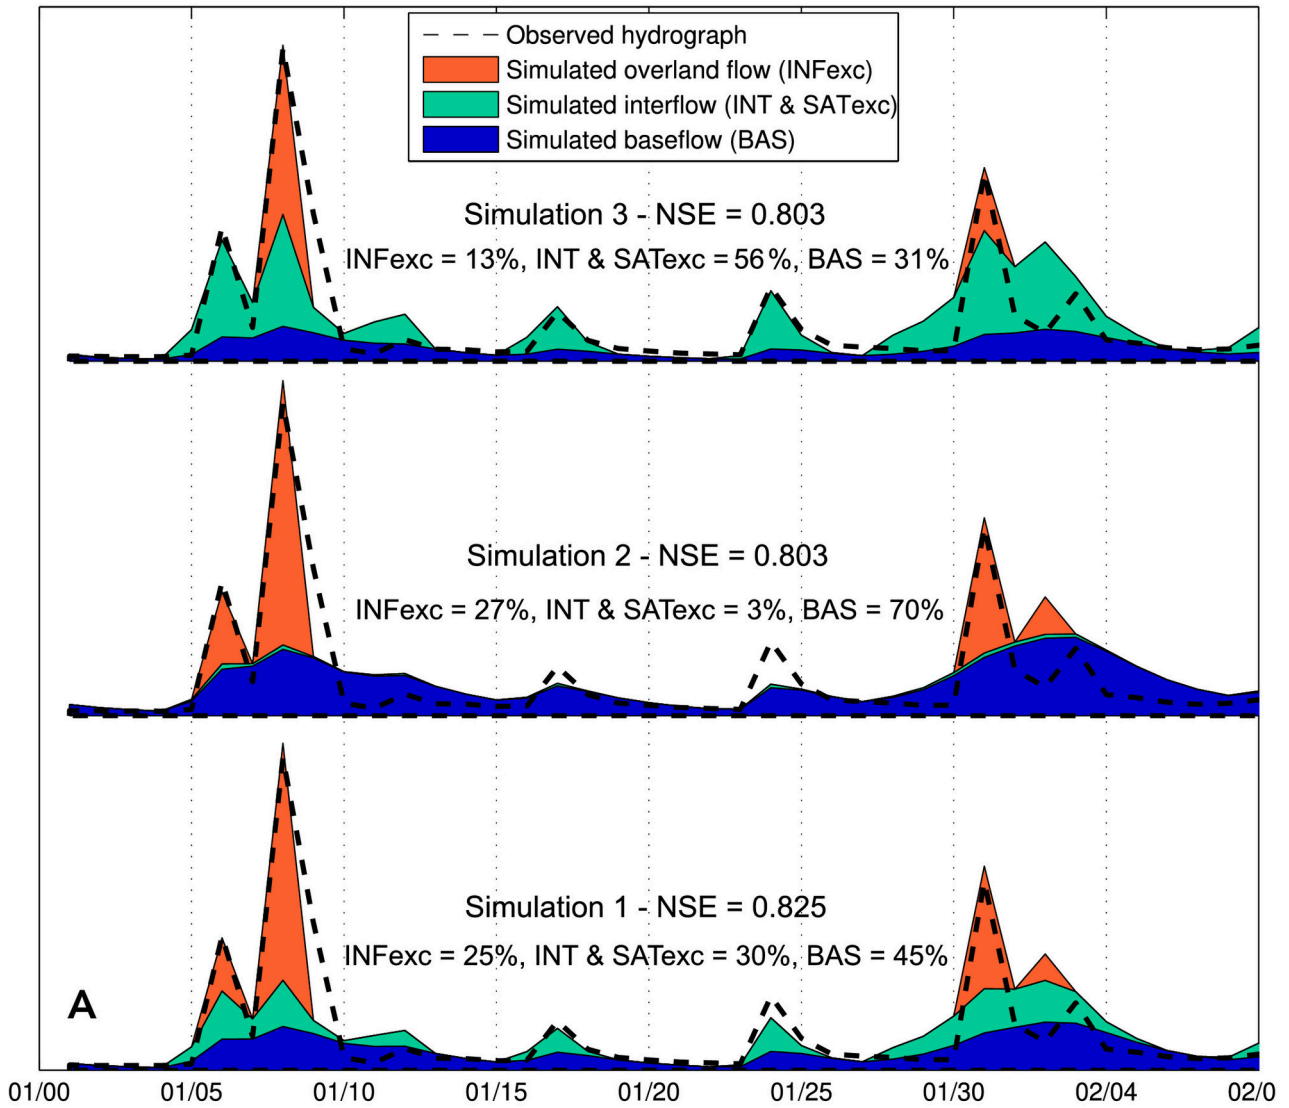 Observed hydrograph
Simulated overland flow (INFexc)
Simulated interflow (INT & SATexc)
Simulated baseflow (BAS)
Simulation 3 - NSE = 0.803
INFexc = 13%, INT & SATexc = 56%, BAS = 31%
Simulation 2 - NSE = 0.803
INFexc = 27%, INT & SATexc = 3%, BAS = 70%
Simulation 1 - NSE = 0.825
INFexc = 25%, INT & SATexc = 30%, BAS = 45%
A
01/00 01/05 01/10 01/15 01/20 01/25 01/30 02/04 02/0